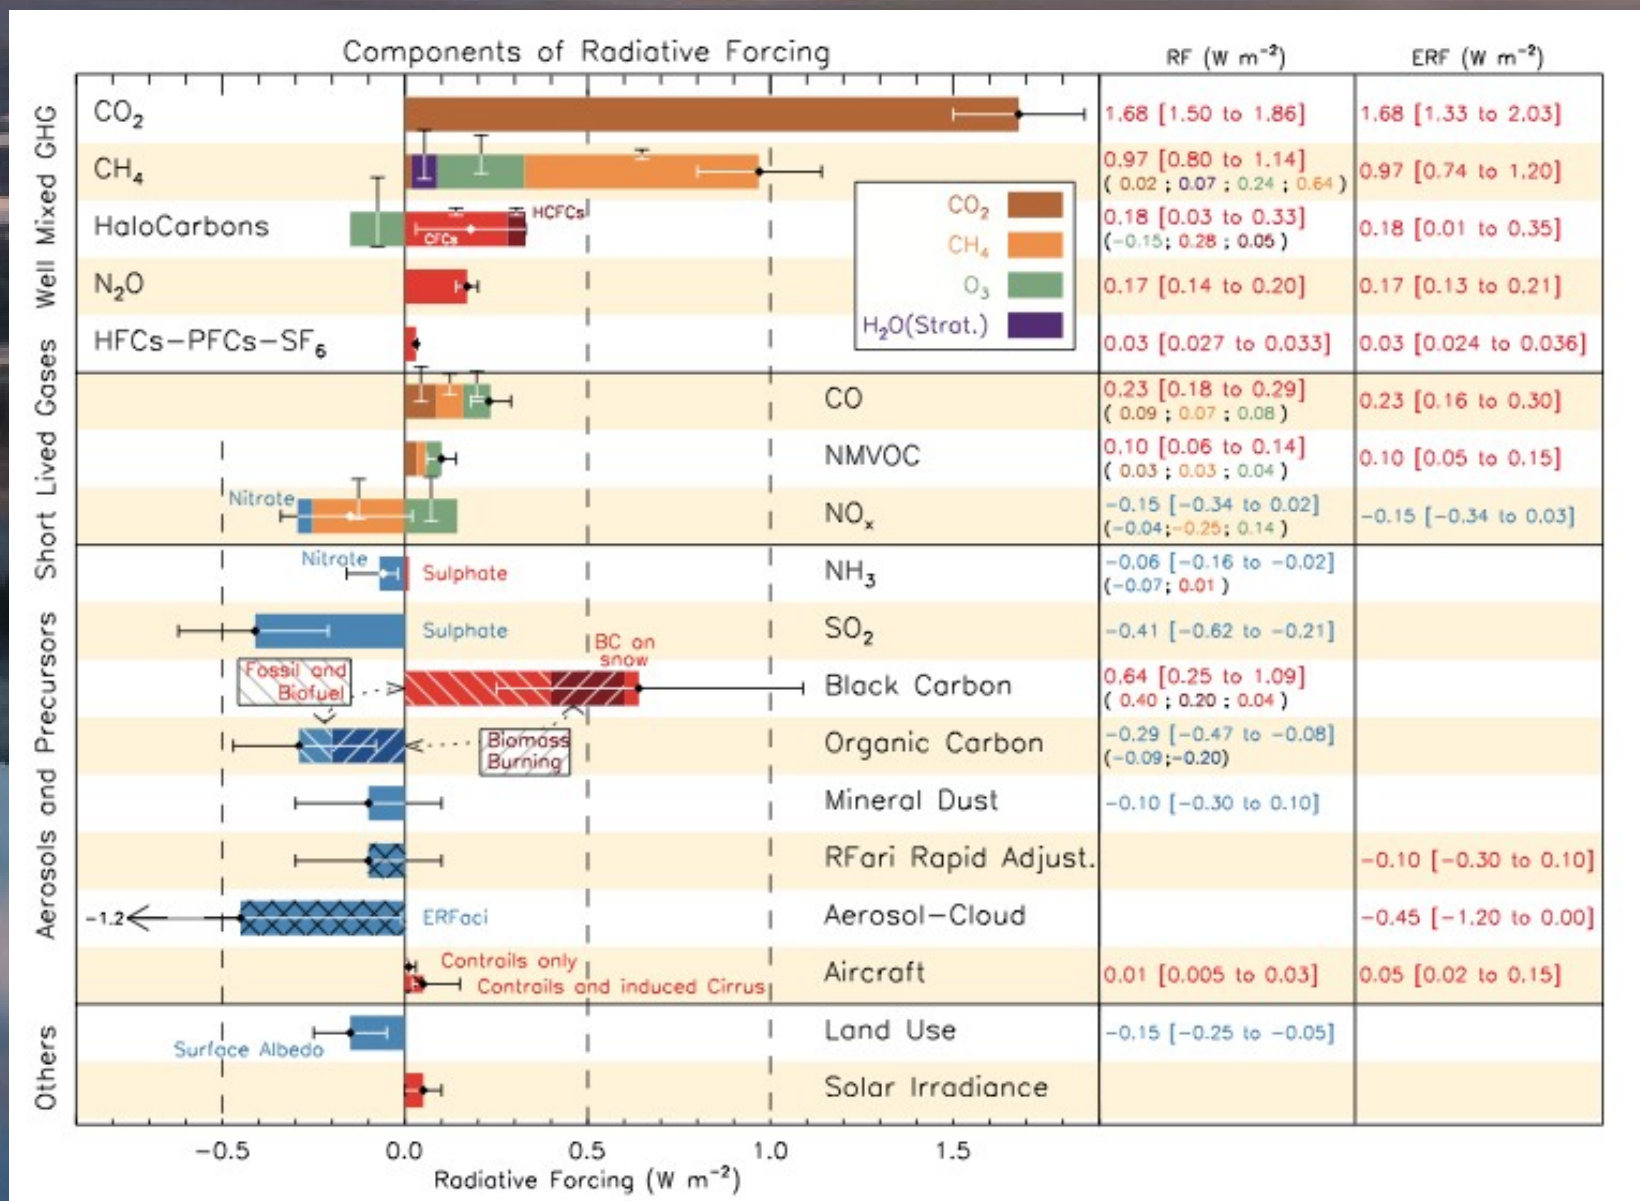 Components of Radiative Forcing
RF (W m⁻²)
ERF (W m⁻²)
Well Mixed GHG
CO₂
1.68 [1.50 to 1.86]
1.68 [1.33 to 2.03]
CH₄
0.97 [0.80 to 1.14]
( 0.02 ; 0.07 ; 0.24 ; 0.64 )
0.97 [0.74 to 1.20]
HaloCarbons
CFCs
HCFCs
0.18 [0.03 to 0.33]
(-0.15; 0.28 ; 0.05 )
0.18 [0.01 to 0.35]
N₂O
0.17 [0.14 to 0.20]
0.17 [0.13 to 0.21]
HFCs-PFCs-SF₆
0.03 [0.027 to 0.033]
0.03 [0.024 to 0.036]
CO₂
CH₄
O₃
H₂O(Strat.)
Short Lived Gases
CO
0.23 [0.18 to 0.29]
( 0.09 ; 0.07 ; 0.08 )
0.23 [0.16 to 0.30]
NMVOC
0.10 [0.06 to 0.14]
( 0.03 ; 0.03 ; 0.04 )
0.10 [0.05 to 0.15]
Nitrate
NOₓ
-0.15 [-0.34 to 0.02]
(-0.04;-0.25; 0.14 )
-0.15 [-0.34 to 0.03]
Aerosols and Precursors
Nitrate
Sulphate
NH₃
-0.06 [-0.16 to -0.02]
(-0.07; 0.01 )
Sulphate
SO₂
-0.41 [-0.62 to -0.21]
BC on
snow
Fossil and
Biofuel
Black Carbon
0.64 [0.25 to 1.09]
( 0.40 ; 0.20 ; 0.04 )
Biomass
Burning
Organic Carbon
-0.29 [-0.47 to -0.08]
(-0.09;-0.20)
Mineral Dust
-0.10 [-0.30 to 0.10]
RFari Rapid Adjust.
-0.10 [-0.30 to 0.10]
-1.2
ERFaci
Aerosol-Cloud
-0.45 [-1.20 to 0.00]
Contrails only
Contrails and induced Cirrus
Aircraft
0.01 [0.005 to 0.03]
0.05 [0.02 to 0.15]
Others
Surface Albedo
Land Use
-0.15 [-0.25 to -0.05]
Solar Irradiance
-0.5 0.0 0.5 1.0 1.5
Radiative Forcing (W m⁻²)